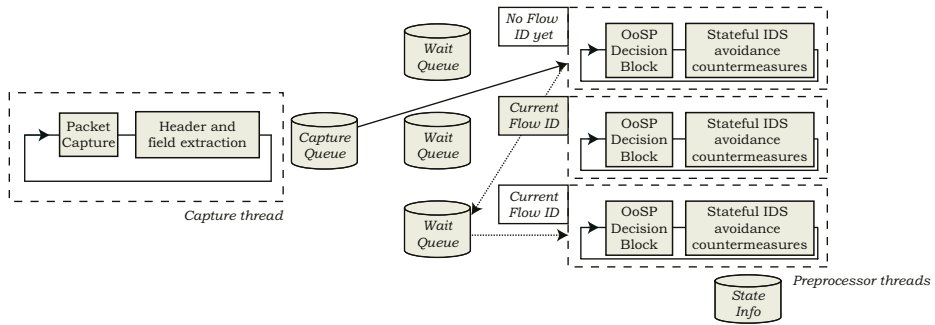 No Flow
ID yet
Wait
Queue
OoSP
Decision
Block
Stateful IDS
avoidance
countermeasures
Packet
Capture
Header and
field extraction
Capture
Queue
Wait
Queue
Current
Flow ID
OoSP
Decision
Block
Stateful IDS
avoidance
countermeasures
Capture thread
Wait
Queue
Current
Flow ID
OoSP
Decision
Block
Stateful IDS
avoidance
countermeasures
Preprocessor threads
State
Info